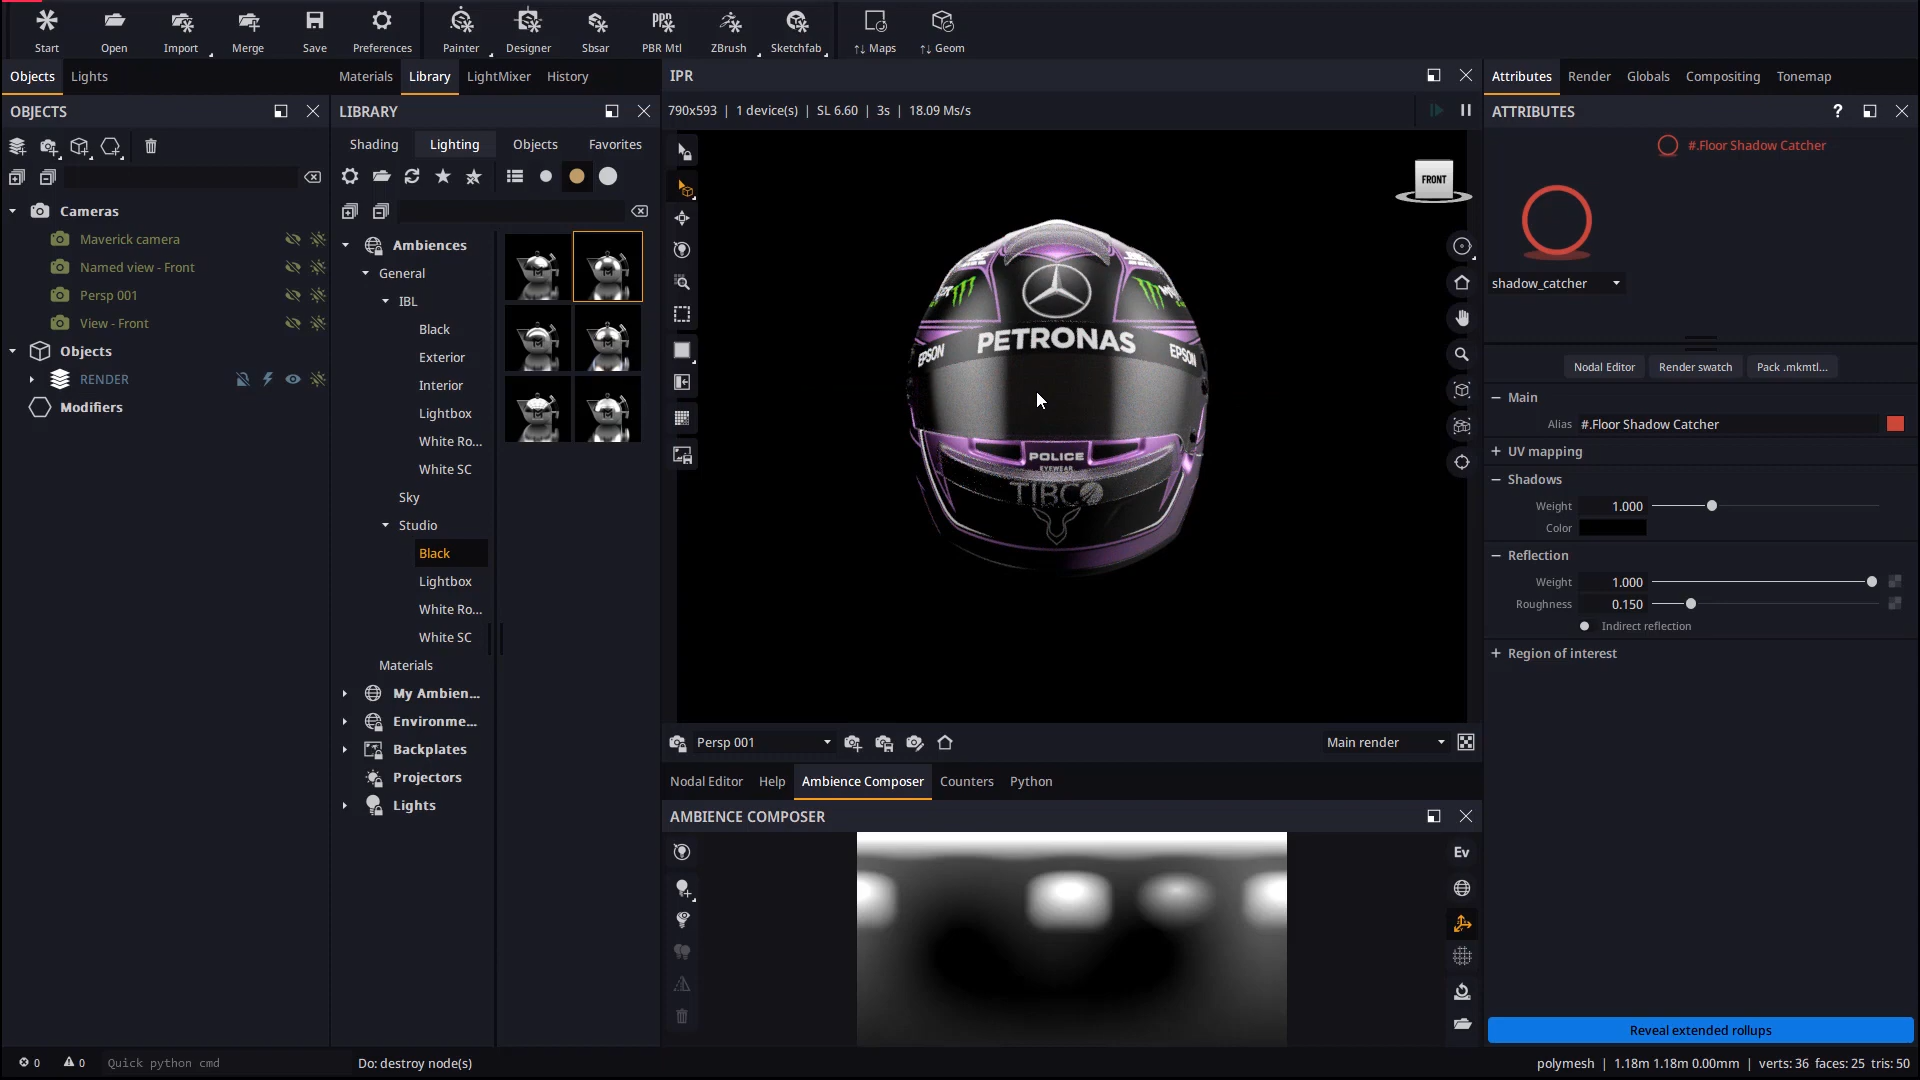 Start
Open
Import
Merge
Save
Preferences
Painter
Designer
Sbsar
PBR Mtl
ZBrush
Sketchfab
↑↓ Maps
↑↓ Geom
Objects
Lights
Materials
Library
LightMixer
History
IPR
Attributes
Render
Globals
Compositing
Tonemap
OBJECTS
LIBRARY
790x593 | 1 device(s) | SL 6.60 | 3s | 18.09 Ms/s
ATTRIBUTES
?
Shading
Lighting
Objects
Favorites
#.Floor Shadow Catcher
FRONT
Cameras
Maverick camera
Named view - Front
Persp 001
View - Front
Objects
RENDER
Modifiers
Ambiences
General
IBL
Black
Exterior
Interior
Lightbox
White Ro...
White SC
Sky
Studio
Black
Lightbox
White Ro...
White SC
Materials
My Ambien...
Environme...
Backplates
Projectors
Lights
PETRONAS
EPSON
EPSON
POLICE
EYEWEAR
TIBCO
shadow_catcher
Nodal Editor
Render swatch
Pack .mkmtl...
Main
Alias
#.Floor Shadow Catcher
UV mapping
Shadows
Weight 1.000
Color
Reflection
Weight 1.000
Roughness 0.150
Indirect reflection
Region of interest
Persp 001
Main render
Nodal Editor
Help
Ambience Composer
Counters
Python
AMBIENCE COMPOSER
Ev
Reveal extended rollups
0
0
Quick python cmd
Do: destroy node(s)
polymesh | 1.18m 1.18m 0.00mm | verts: 36 faces: 25 tris: 50